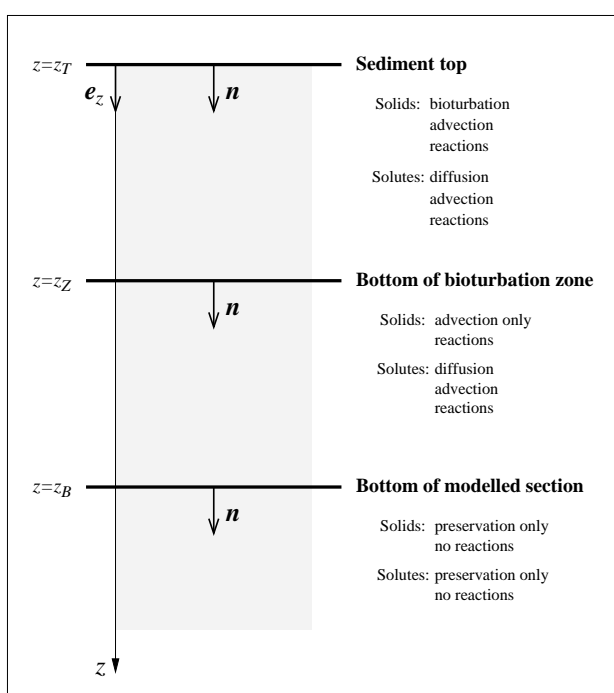 z=z_T
Sediment top
e_z
n
Solids: bioturbation
advection
reactions
Solutes: diffusion
advection
reactions
z=z_Z
Bottom of bioturbation zone
n
Solids: advection only
reactions
Solutes: diffusion
advection
reactions
z=z_B
Bottom of modelled section
n
Solids: preservation only
no reactions
Solutes: preservation only
no reactions
z